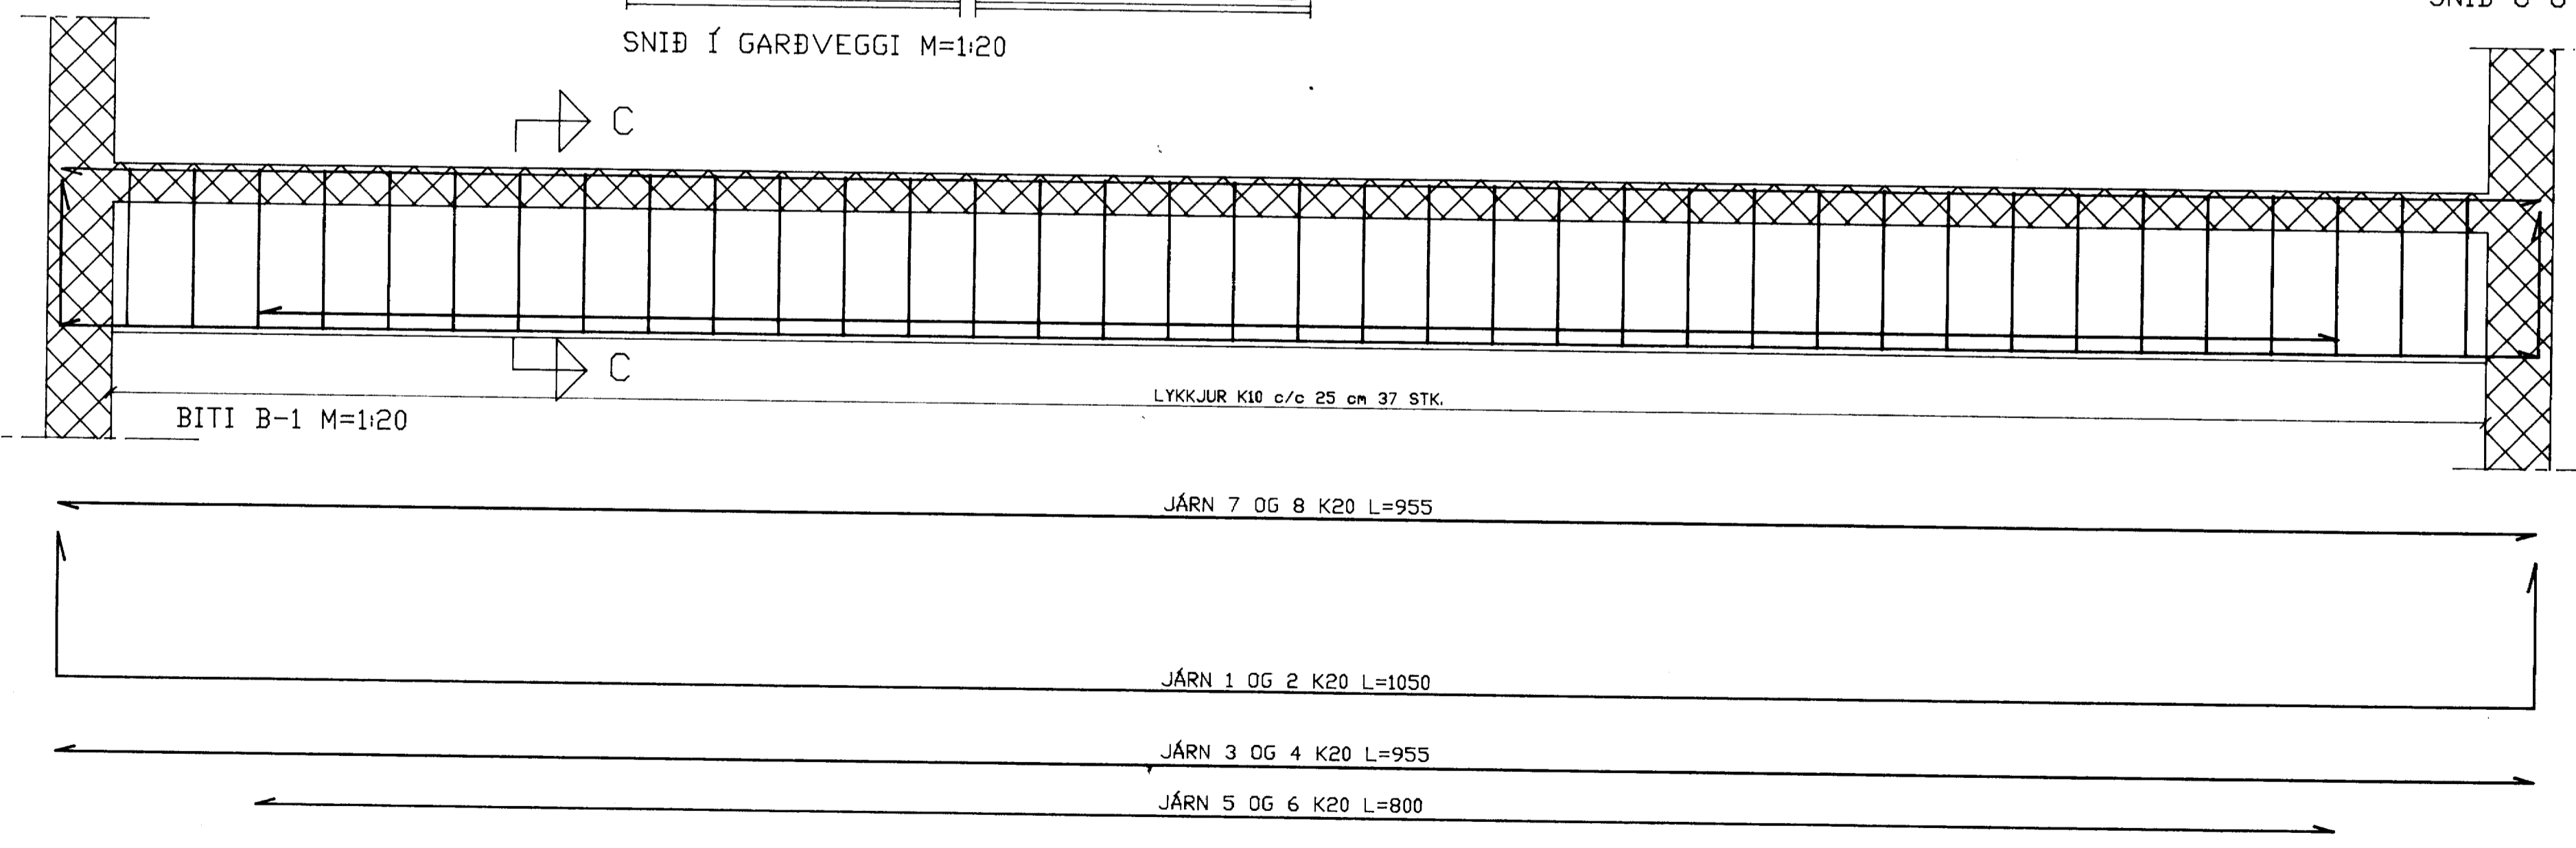 SNIÐ Í GARÐVEGGI M=1:20
C
C
LYKKJUR K10 c/c 25 cm 37 STK.
BITI B-1 M=1:20
JÁRN 7 OG 8 K20 L=955
JÁRN 1 OG 2 K20 L=1050
JÁRN 3 OG 4 K20 L=955
JÁRN 5 OG 6 K20 L=800